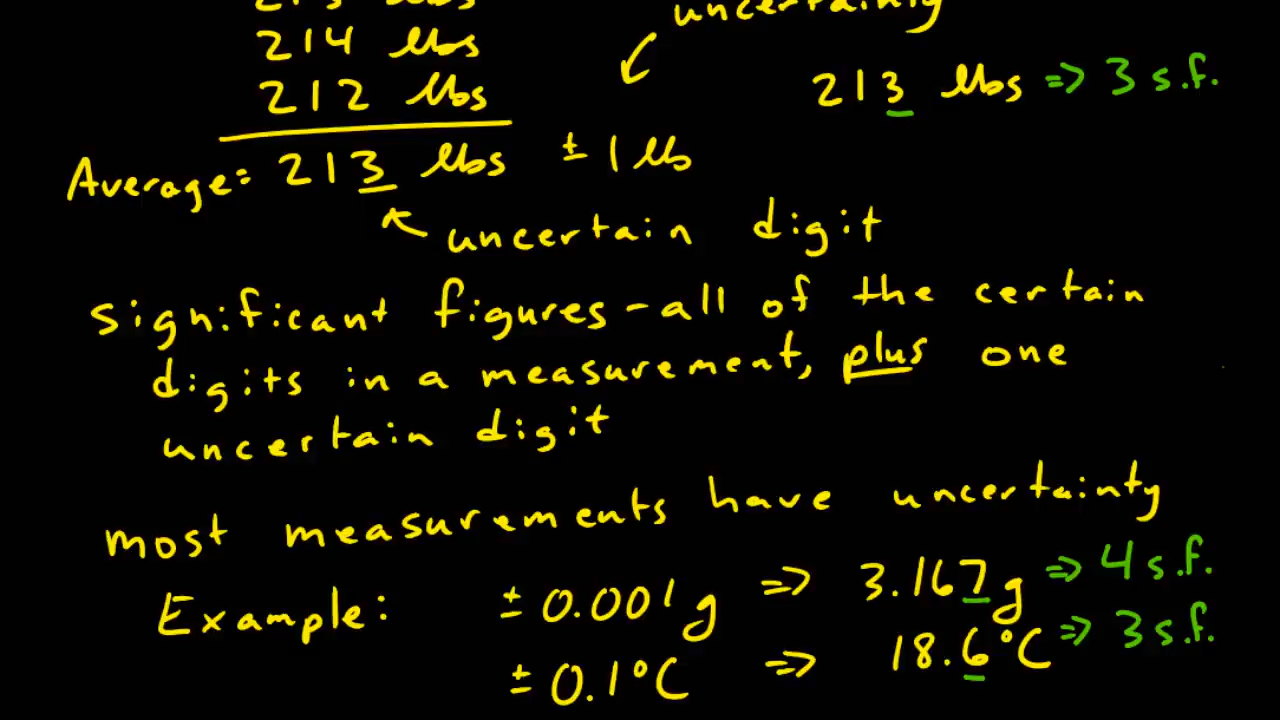 uncertainty
214 lbs
212 lbs
213 lbs => 3 s.f.
Average= 213 lbs ± 1 lb
uncertain digit
Significant figures - all of the certain
digits in a measurement, plus one
uncertain digit
most measurements have uncertainty
Example: ± 0.001 g => 3.167 g => 4 s.f.
± 0.1°C => 18.6°C => 3 s.f.